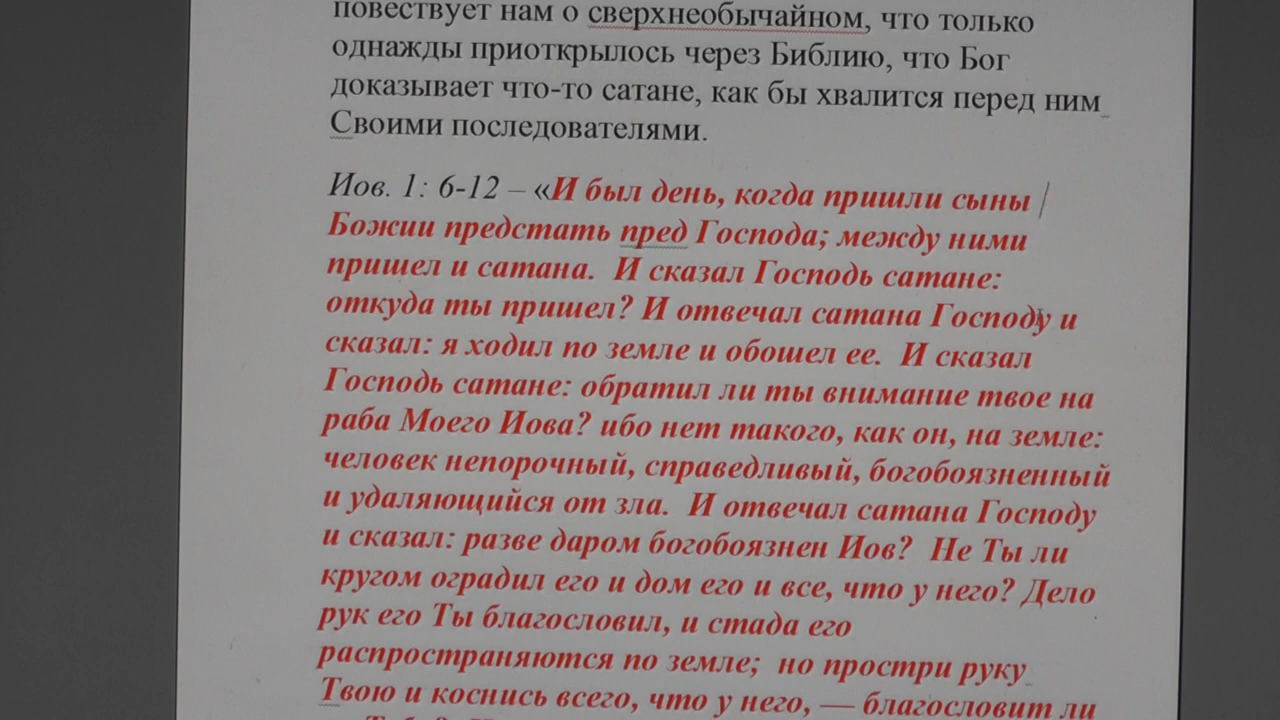 повествует нам о сверхнеобычайном, что только
однажды приоткрылось через Библию, что Бог
доказывает что-то сатане, как бы хвалится перед ним
Своими последователями.
Иов. 1: 6-12 – «И был день, когда пришли сыны
Божии предстать пред Господа; между ними
пришел и сатана.  И сказал Господь сатане:
откуда ты пришел? И отвечал сатана Господу и
сказал: я ходил по земле и обошел ее.  И сказал
Господь сатане: обратил ли ты внимание твое на
раба Моего Иова? ибо нет такого, как он, на земле:
человек непорочный, справедливый, богобоязненный
и удаляющийся от зла.  И отвечал сатана Господу
и сказал: разве даром богобоязнен Иов?  Не Ты ли
кругом оградил его и дом его и все, что у него? Дело
рук его Ты благословил, и стада его
распространяются по земле;  но простри руку
Твою и коснись всего, что у него, — благословит ли